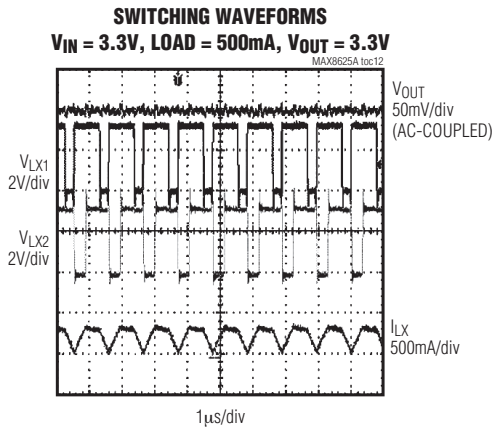 SWITCHING WAVEFORMS
VIN = 3.3V, LOAD = 500mA, VOUT = 3.3V
MAX8625A toc12
VOUT
50mV/div
(AC-COUPLED)
VLX1
2V/div
VLX2
2V/div
ILX
500mA/div
1µs/div